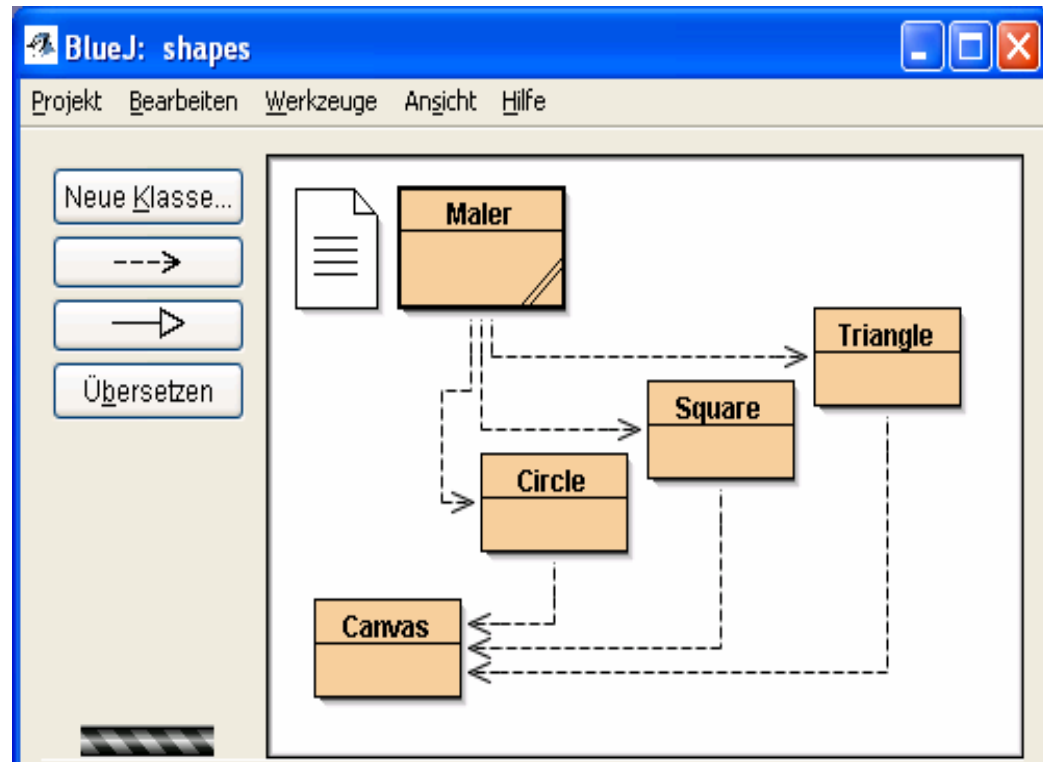 BlueJ: shapes
Projekt Bearbeiten Werkzeuge Ansicht Hilfe
Neue Klasse...
Übersetzen
Maler
Triangle
Square
Circle
Canvas